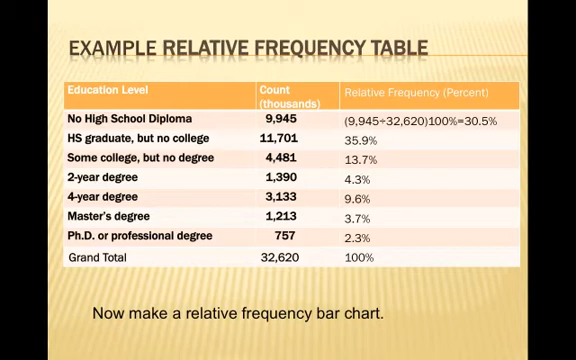 EXAMPLE RELATIVE FREQUENCY TABLE
Education Level Count (thousands) Relative Frequency (Percent)
No High School Diploma 9,945 (9,945÷32,620)100%=30.5%
HS graduate, but no college 11,701 35.9%
Some college, but no degree 4,481 13.7%
2-year degree 1,390 4.3%
4-year degree 3,133 9.6%
Master's degree 1,213 3.7%
Ph.D. or professional degree 757 2.3%
Grand Total 32,620 100%
Now make a relative frequency bar chart.